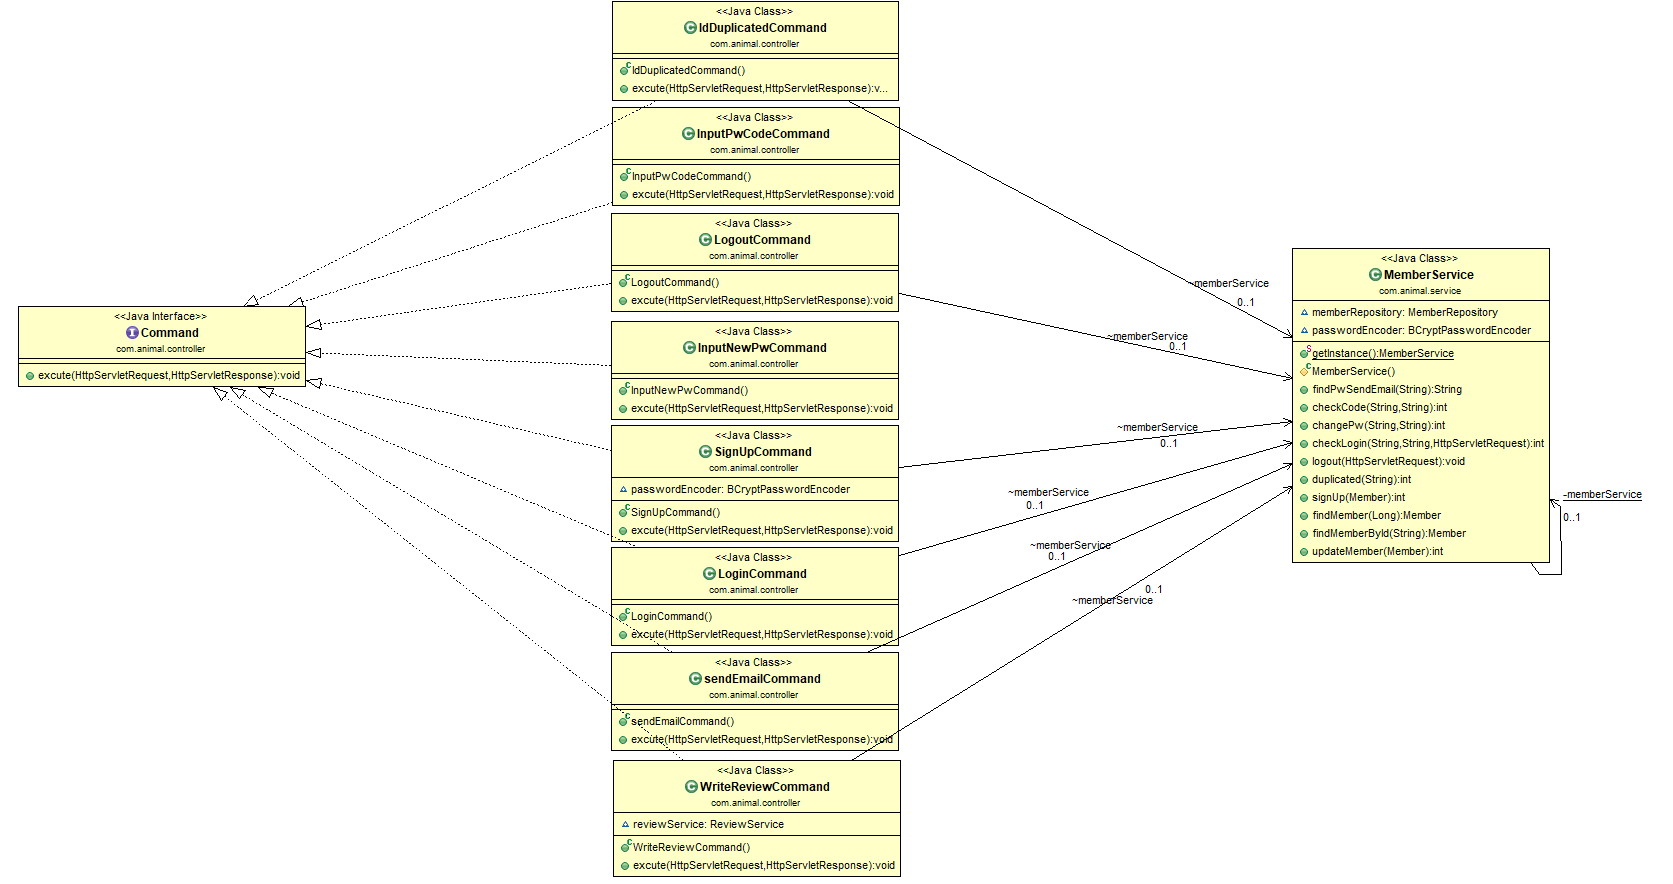 <<Java Class>>
IdDuplicatedCommand
com.animal.controller
IdDuplicatedCommand()
excute(HttpServletRequest,HttpServletResponse):v...
<<Java Class>>
InputPwCodeCommand
com.animal.controller
InputPwCodeCommand()
excute(HttpServletRequest,HttpServletResponse):void
<<Java Class>>
LogoutCommand
com.animal.controller
LogoutCommand()
excute(HttpServletRequest,HttpServletResponse):void
<<Java Interface>>
Command
com.animal.controller
excute(HttpServletRequest,HttpServletResponse):void
<<Java Class>>
InputNewPwCommand
com.animal.controller
InputNewPwCommand()
excute(HttpServletRequest,HttpServletResponse):void
<<Java Class>>
SignUpCommand
com.animal.controller
passwordEncoder: BCryptPasswordEncoder
SignUpCommand()
excute(HttpServletRequest,HttpServletResponse):void
<<Java Class>>
LoginCommand
com.animal.controller
LoginCommand()
excute(HttpServletRequest,HttpServletResponse):void
<<Java Class>>
sendEmailCommand
com.animal.controller
sendEmailCommand()
excute(HttpServletRequest,HttpServletResponse):void
<<Java Class>>
WriteReviewCommand
com.animal.controller
reviewService: ReviewService
WriteReviewCommand()
excute(HttpServletRequest,HttpServletResponse):void
~memberService
0..1
~memberService
0..1
~memberService
0..1
~memberService
0..1
~memberService
0..1
0..1
~memberService
<<Java Class>>
MemberService
com.animal.service
memberRepository: MemberRepository
passwordEncoder: BCryptPasswordEncoder
getInstance():MemberService
MemberService()
findPwSendEmail(String):String
checkCode(String,String):int
changePw(String,String):int
checkLogin(String,String,HttpServletRequest):int
logout(HttpServletRequest):void
duplicated(String):int
signUp(Member):int
findMember(Long):Member
findMemberById(String):Member
updateMember(Member):int
-memberService
0..1